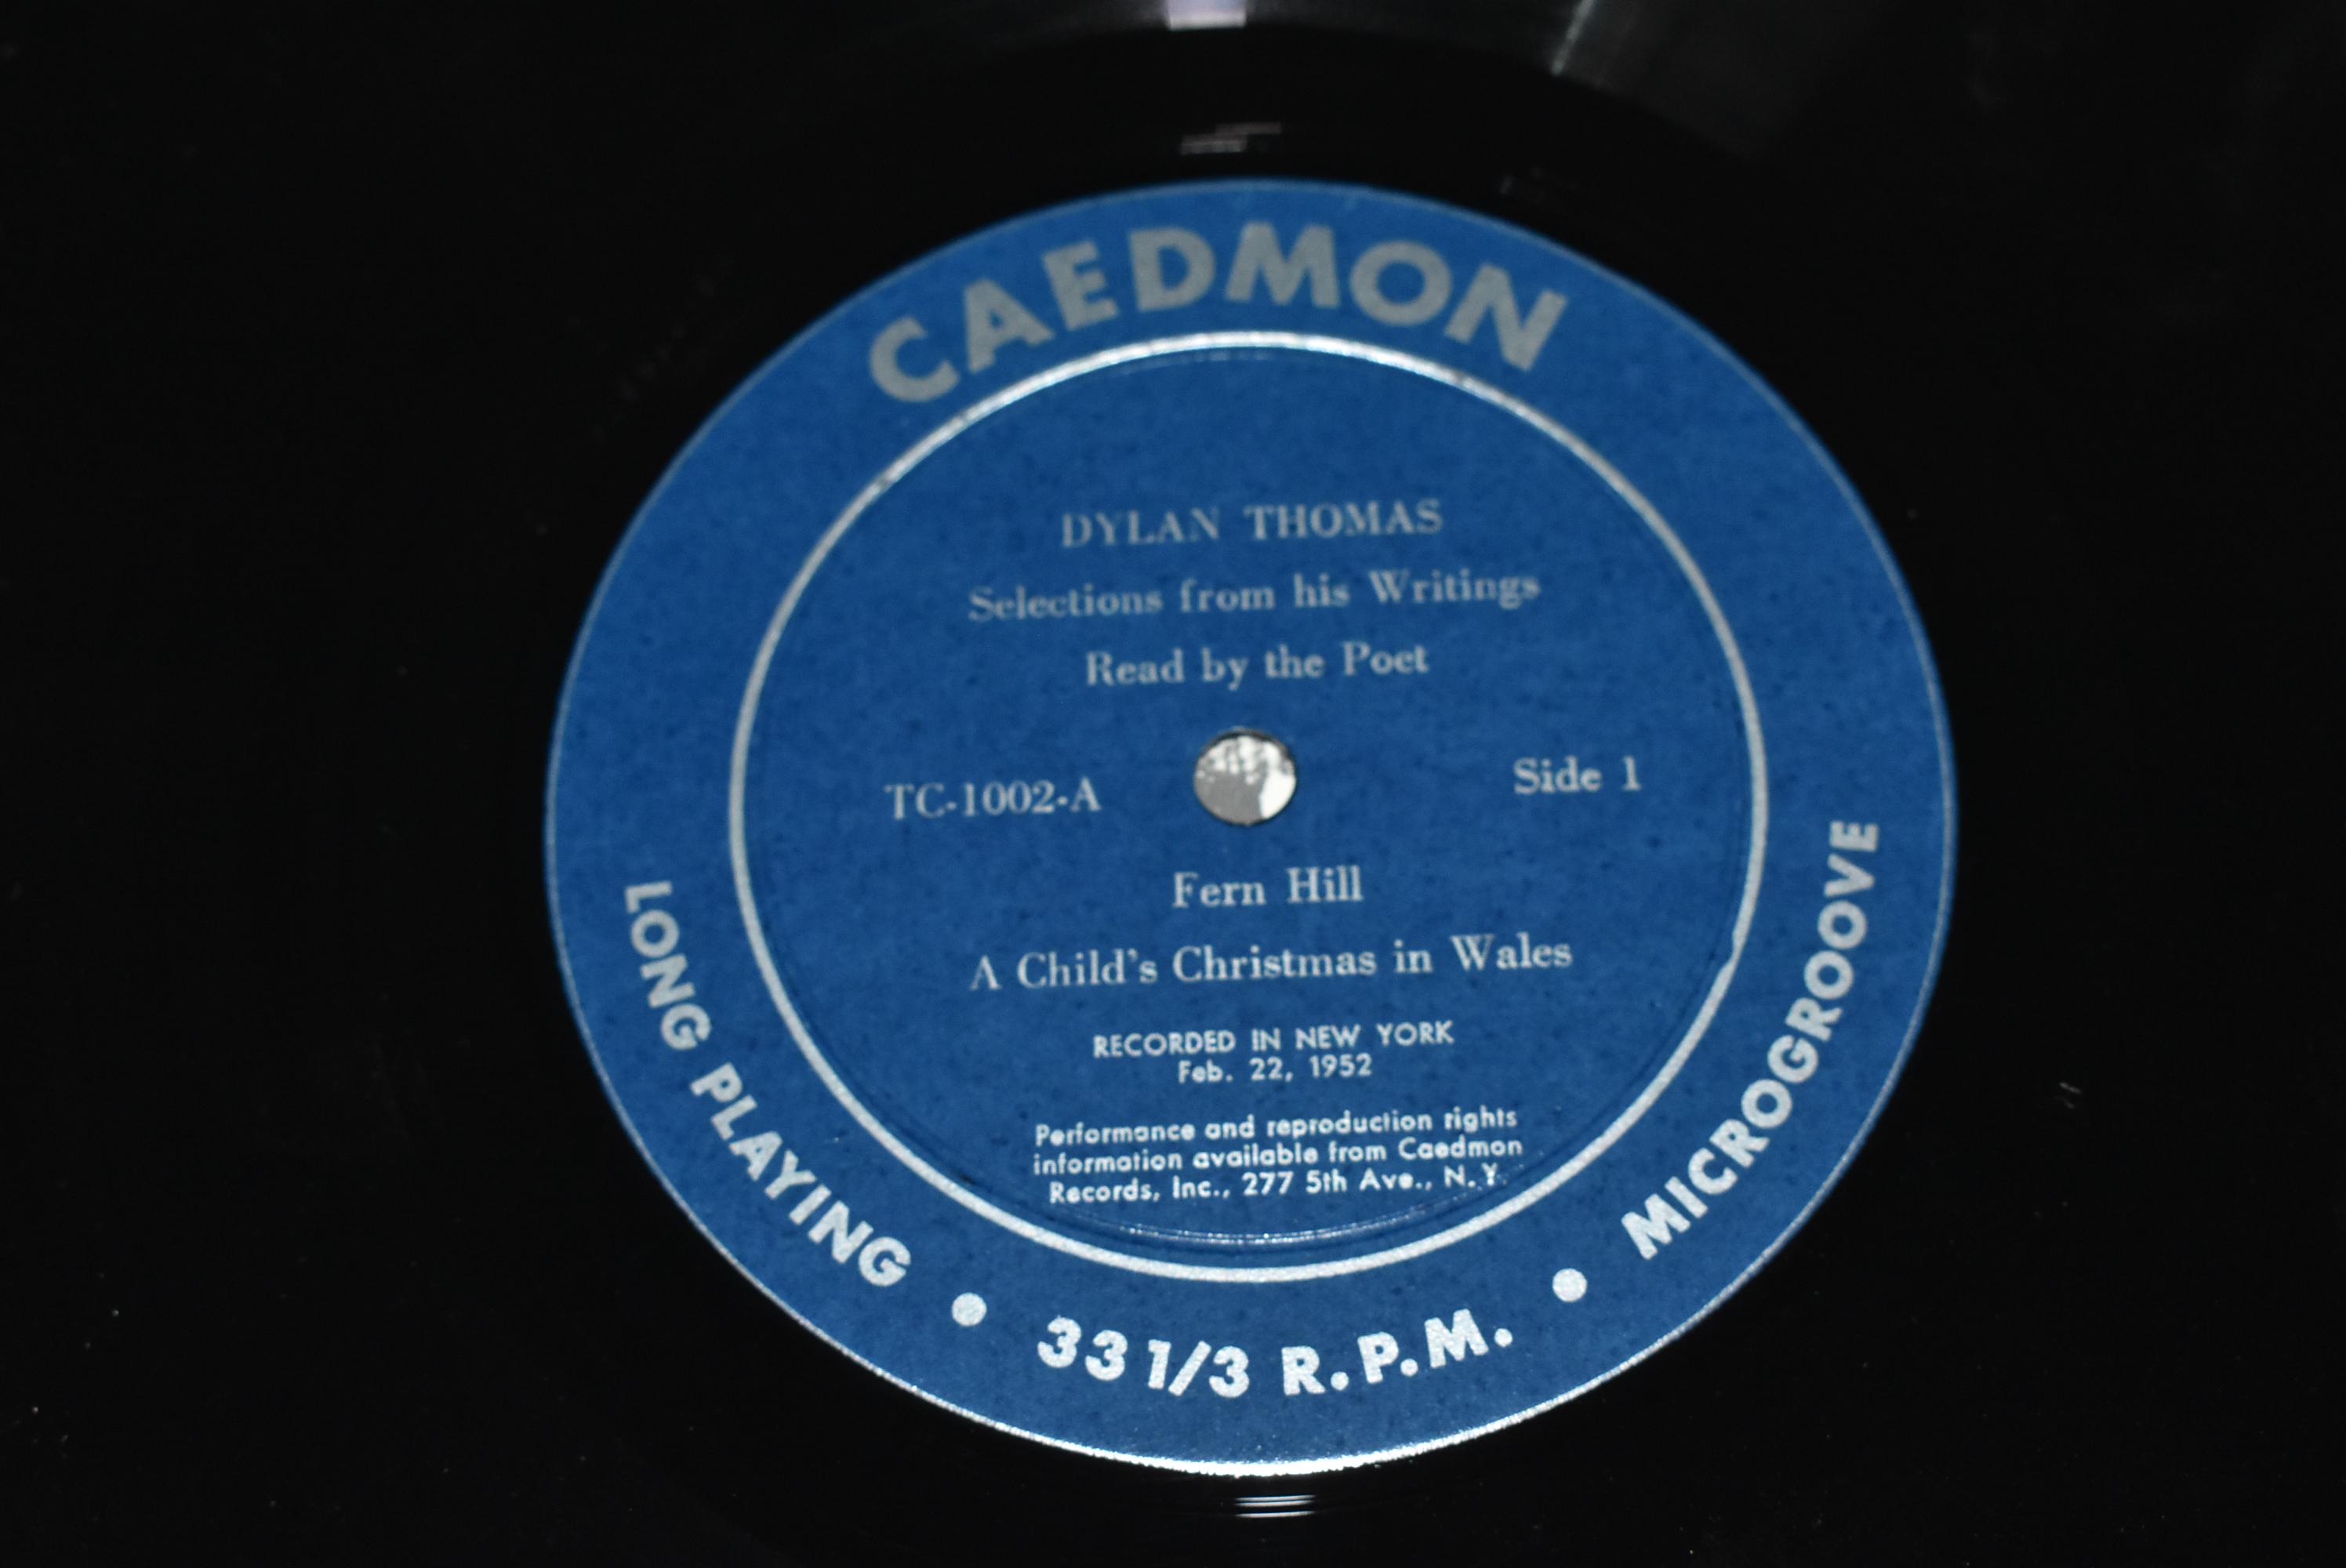 CAEDMON
DYLAN THOMAS
Selections from his Writings
Read by the Poet
TC-1002-A
Side 1
Fern Hill
A Child's Christmas in Wales
RECORDED IN NEW YORK
Feb. 22, 1952
Performance and reproduction rights
information available from Caedmon
Records, Inc., 277 5th Ave., N. Y.
LONG PLAYING • 33 1/3 R.P.M. • MICROGROOVE